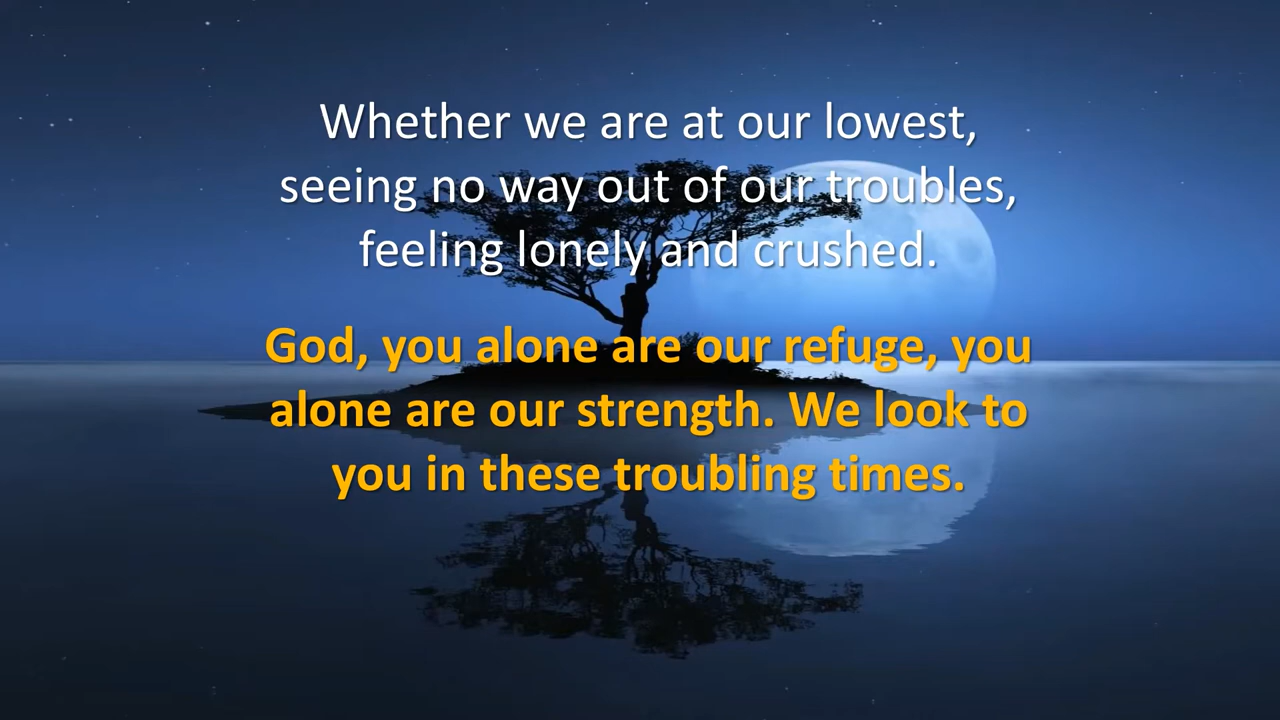 Whether we are at our lowest,
seeing no way out of our troubles,
feeling lonely and crushed.
God, you alone are our refuge, you
alone are our strength. We look to
you in these troubling times.